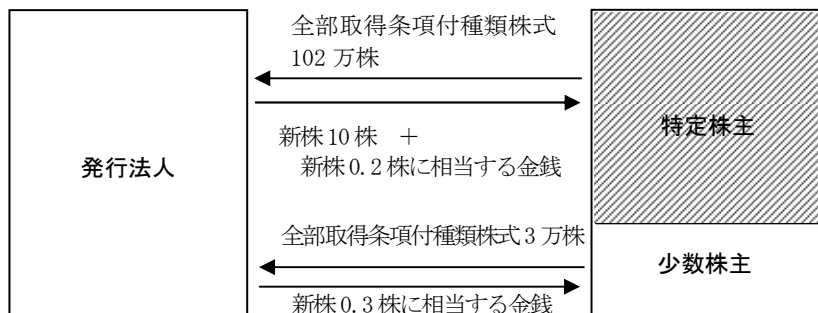 全部取得条項付種類株式
102 万株
特定株主
新株 10 株 +
発行法人
新株 0.2 株に相当する金銭
全部取得条項付種類株式 3 万株
少数株主
新株 0.3 株に相当する金銭